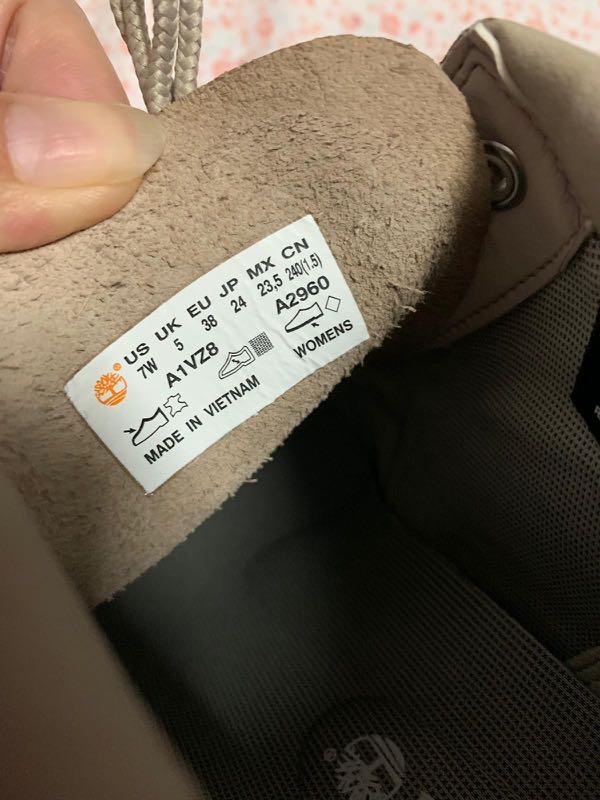 US UK EU JP MX CN
7W 5 38 24 23,5 240(1.5)
A1VZ8 A2960
WOMENS
MADE IN VIETNAM